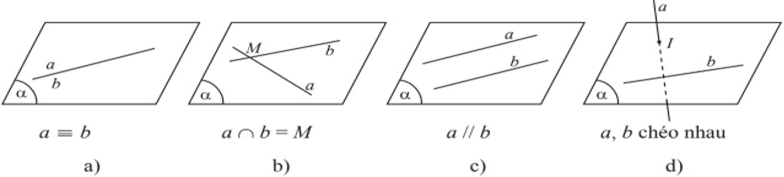 a
b
α
a ≡ b
a)
M
b
a
α
a ∩ b = M
b)
a
b
α
a // b
c)
a
I
b
α
a, b chéo nhau
d)